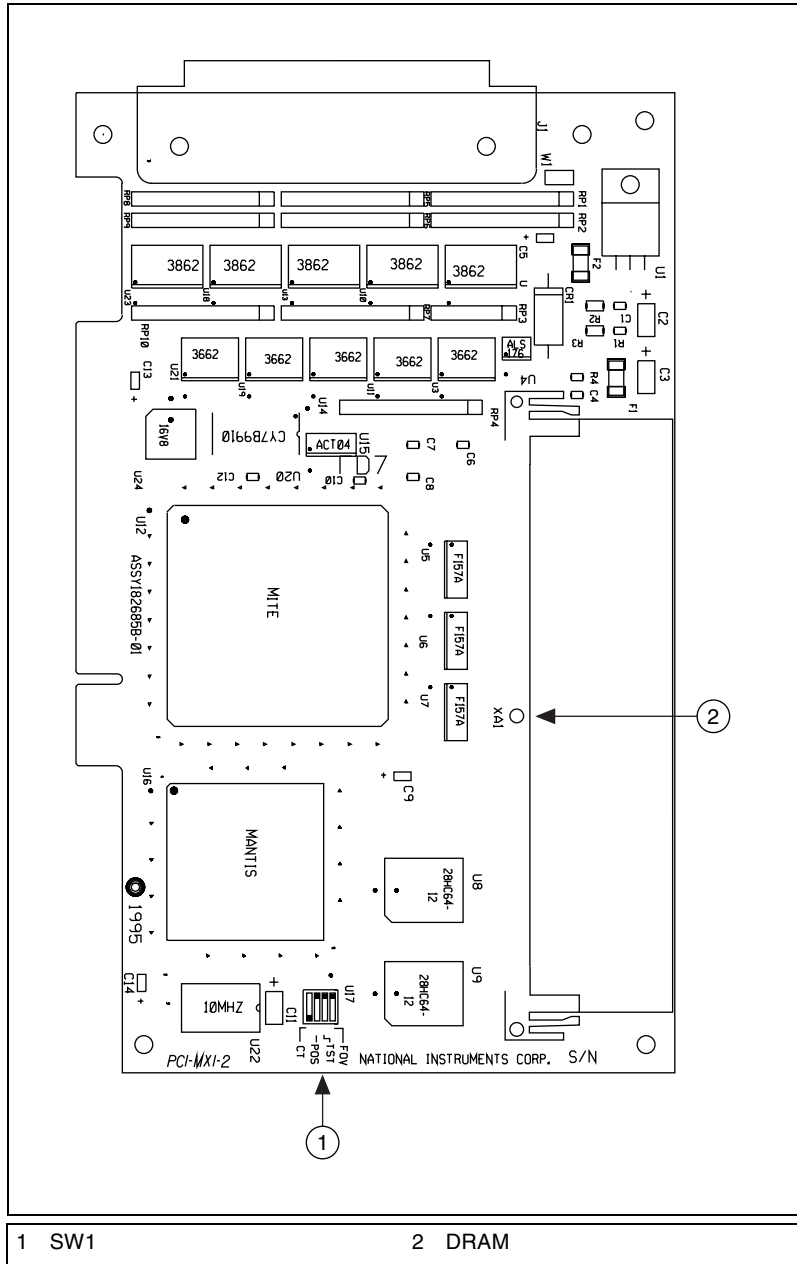 J1
W1
RP8
RP5
RP1
RP9
RP6
RP2
3862
3862
3862
3862
3862
C5
U
F2
U1
U23
U18
U13
U10
CR1
RP10
RP7
RP3
R2
C1
C2
R3
R1
3662
3662
3662
3662
3662
ALS
176
C13
U21
U19
U11
U3
U4
R4
C4
F1
C3
U14
RP4
16V8
CY7B9910
ACT04
U15
C7
C6
U24
C12
U20
C10
C8
U12
ASSY182685B-01
MITE
U5
F157A
U6
F157A
U7
F157A
XA1
2
U16
C9
MANTIS
U8
28HC64-
12
1995
U9
28HC64-
12
C14
10MHZ
C11
U17
U22
CT
POS
TST
FOV
PCI-MXI-2
NATIONAL INSTRUMENTS CORP.
S/N
1
1 SW1
2 DRAM